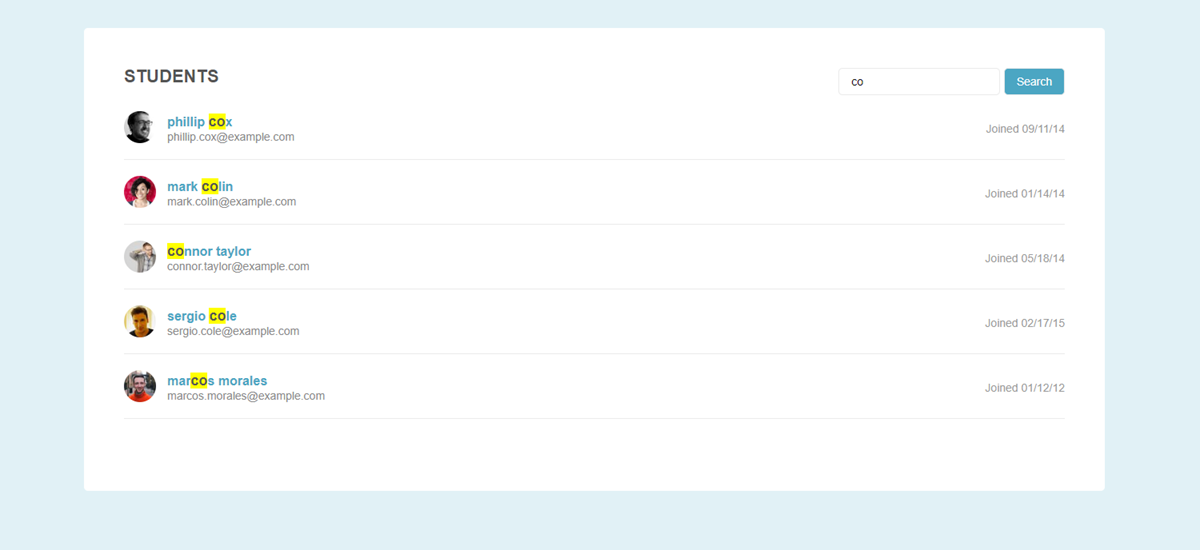 STUDENTS
co Search
phillip cox
phillip.cox@example.com
Joined 09/11/14
mark colin
mark.colin@example.com
Joined 01/14/14
connor taylor
connor.taylor@example.com
Joined 05/18/14
sergio cole
sergio.cole@example.com
Joined 02/17/15
marcos morales
marcos.morales@example.com
Joined 01/12/12